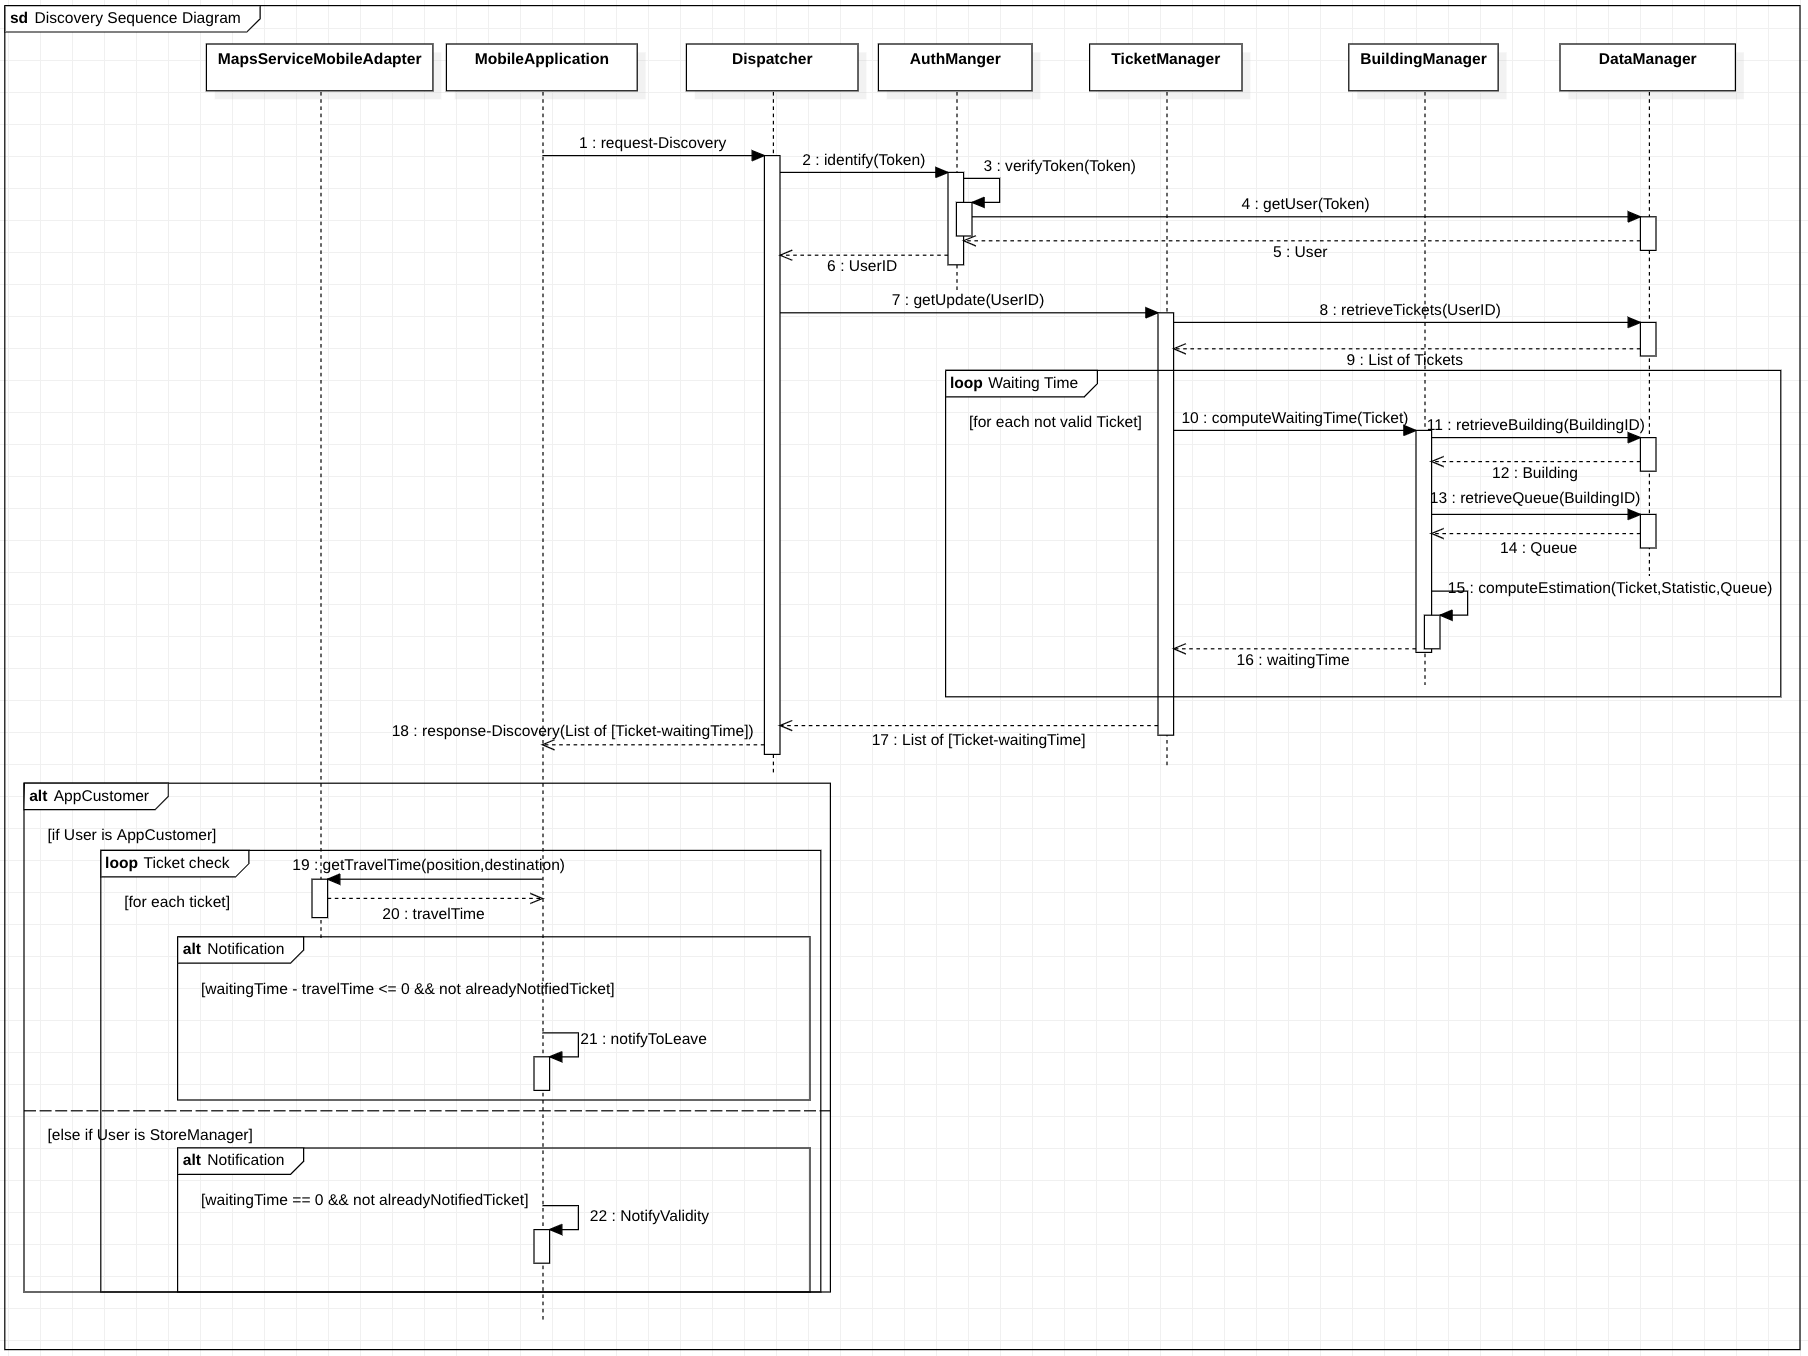 sd Discovery Sequence Diagram
MapsServiceMobileAdapter
MobileApplication
Dispatcher
AuthManger
TicketManager
BuildingManager
DataManager
1 : request-Discovery
2 : identify(Token)
3 : verifyToken(Token)
4 : getUser(Token)
5 : User
6 : UserID
7 : getUpdate(UserID)
8 : retrieveTickets(UserID)
9 : List of Tickets
loop Waiting Time
[for each not valid Ticket]
10 : computeWaitingTime(Ticket)
11 : retrieveBuilding(BuildingID)
12 : Building
13 : retrieveQueue(BuildingID)
14 : Queue
15 : computeEstimation(Ticket,Statistic,Queue)
16 : waitingTime
17 : List of [Ticket-waitingTime]
18 : response-Discovery(List of [Ticket-waitingTime])
alt AppCustomer
[if User is AppCustomer]
loop Ticket check
19 : getTravelTime(position,destination)
[for each ticket]
20 : travelTime
alt Notification
[waitingTime - travelTime <= 0 && not alreadyNotifiedTicket]
21 : notifyToLeave
[else if User is StoreManager]
alt Notification
[waitingTime == 0 && not alreadyNotifiedTicket]
22 : NotifyValidity